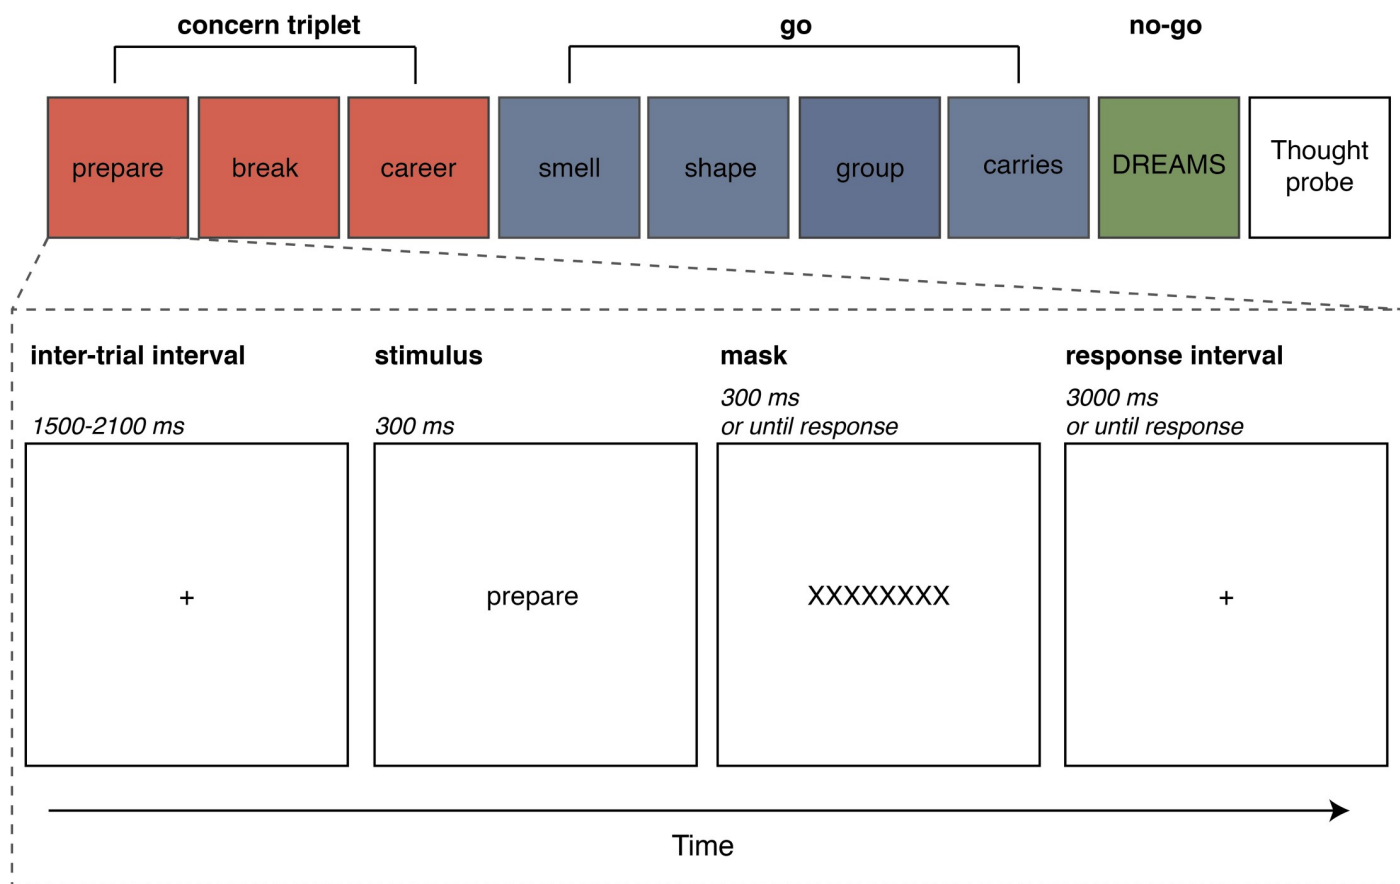 concern triplet
go
no-go
prepare
break
career
smell
shape
group
carries
DREAMS
Thought
probe
inter-trial interval
1500-2100 ms
stimulus
300 ms
mask
300 ms
or until response
response interval
3000 ms
or until response
+
prepare
XXXXXXXX
+
Time